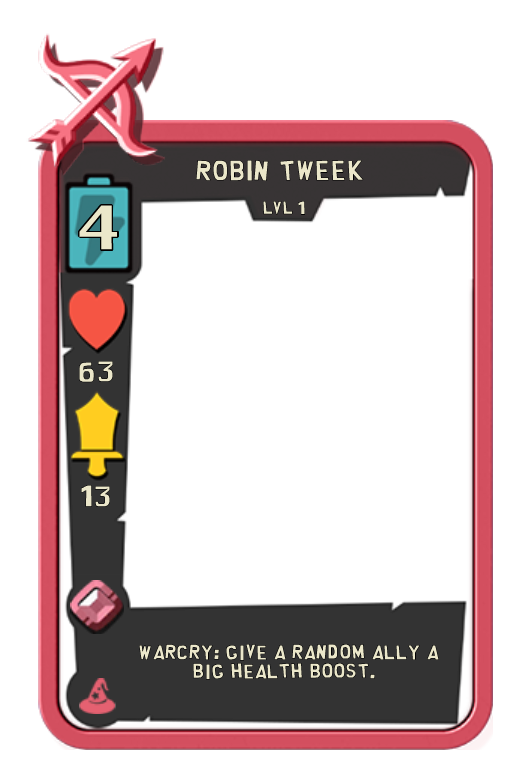 ROBIN TWEEK
LVL 1
4
63
13
WARCRY: GIVE A RANDOM ALLY A
BIG HEALTH BOOST.